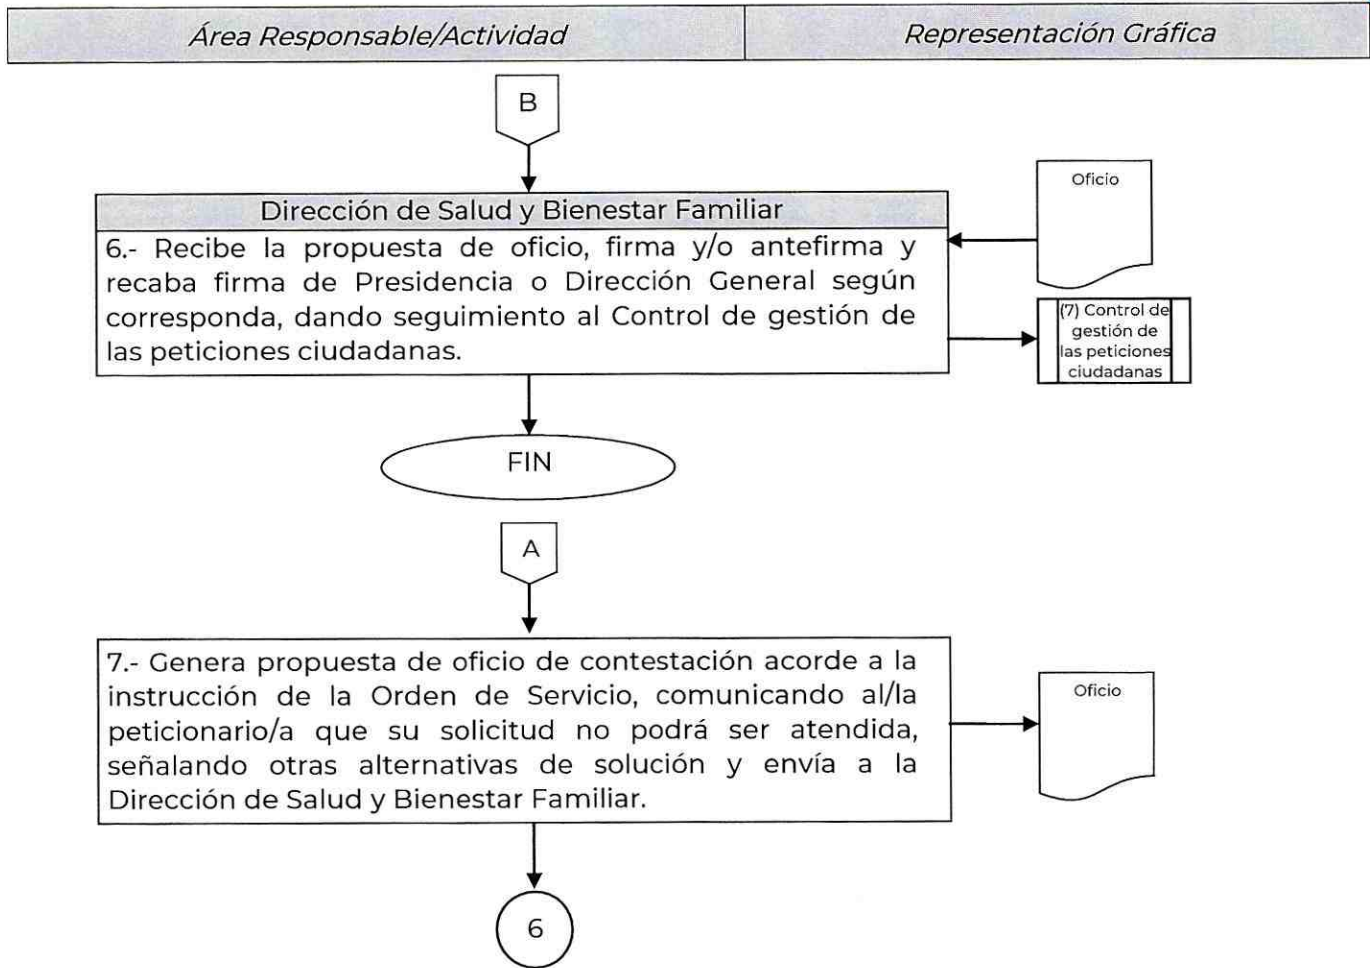 Área Responsable/Actividad
Representación Gráfica
B
Dirección de Salud y Bienestar Familiar
6.- Recibe la propuesta de oficio, firma y/o antefirma y
recaba firma de Presidencia o Dirección General según
corresponda, dando seguimiento al Control de gestión de
las peticiones ciudadanas.
Oficio
(7) Control de
gestión de
las peticiones
ciudadanas
FIN
A
7.- Genera propuesta de oficio de contestación acorde a la
instrucción de la Orden de Servicio, comunicando al/la
peticionario/a que su solicitud no podrá ser atendida,
señalando otras alternativas de solución y envía a la
Dirección de Salud y Bienestar Familiar.
Oficio
6